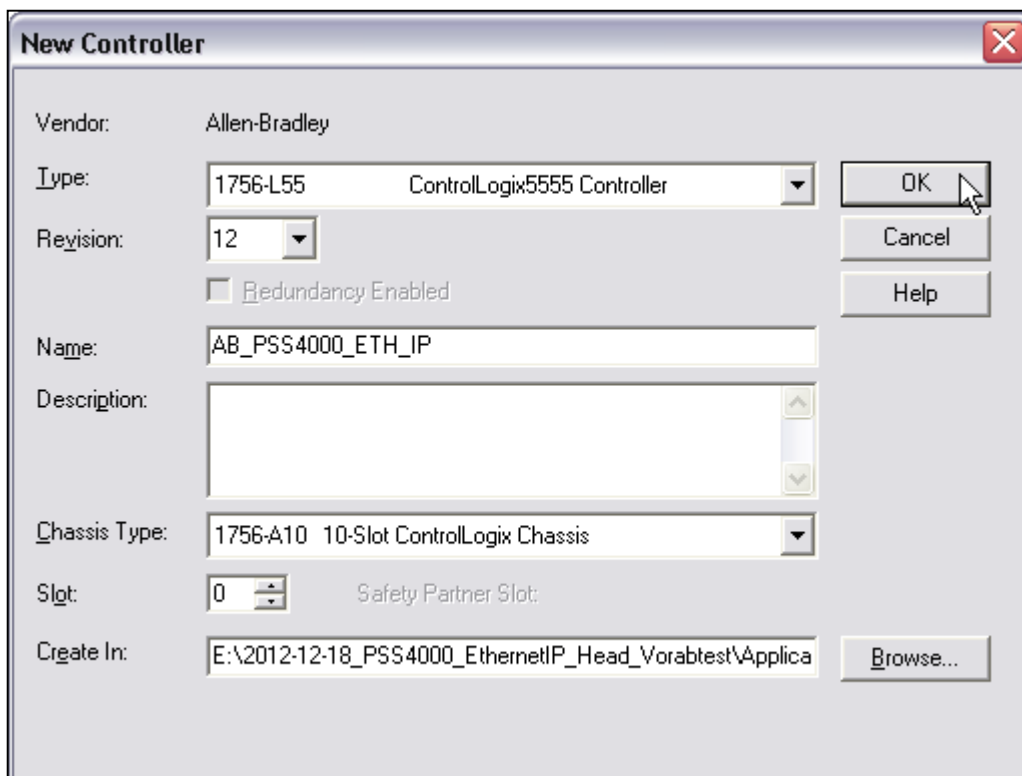 New Controller
Vendor: Allen-Bradley
Type: 1756-L55 ControlLogix5555 Controller OK
Revision: 12 Cancel
Redundancy Enabled Help
Name: AB_PSS4000_ETH_IP
Description:
Chassis Type: 1756-A10 10-Slot ControlLogix Chassis
Slot: 0 Safety Partner Slot:
Create In: E:\2012-12-18_PSS4000_EthernetIP_Head_Vorabtest\Applica Browse...